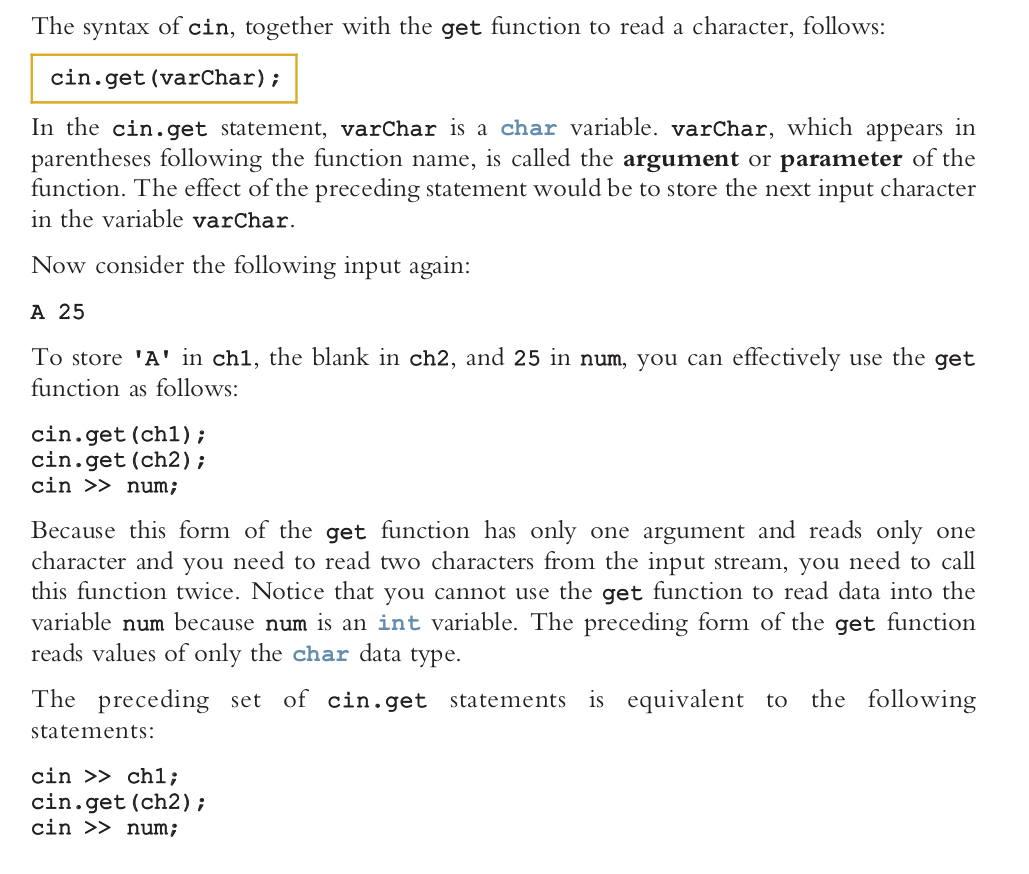 The syntax of cin, together with the get function to read a character, follows:
cin.get(varChar);
In the cin.get statement, varChar is a char variable. varChar, which appears in
parentheses following the function name, is called the argument or parameter of the
function. The effect of the preceding statement would be to store the next input character
in the variable varChar.
Now consider the following input again:
A 25
To store 'A' in ch1, the blank in ch2, and 25 in num, you can effectively use the get
function as follows:
cin.get(ch1);
cin.get(ch2);
cin >> num;
Because this form of the get function has only one argument and reads only one
character and you need to read two characters from the input stream, you need to call
this function twice. Notice that you cannot use the get function to read data into the
variable num because num is an int variable. The preceding form of the get function
reads values of only the char data type.
The preceding set of cin.get statements is equivalent to the following
statements:
cin >> ch1;
cin.get(ch2);
cin >> num;